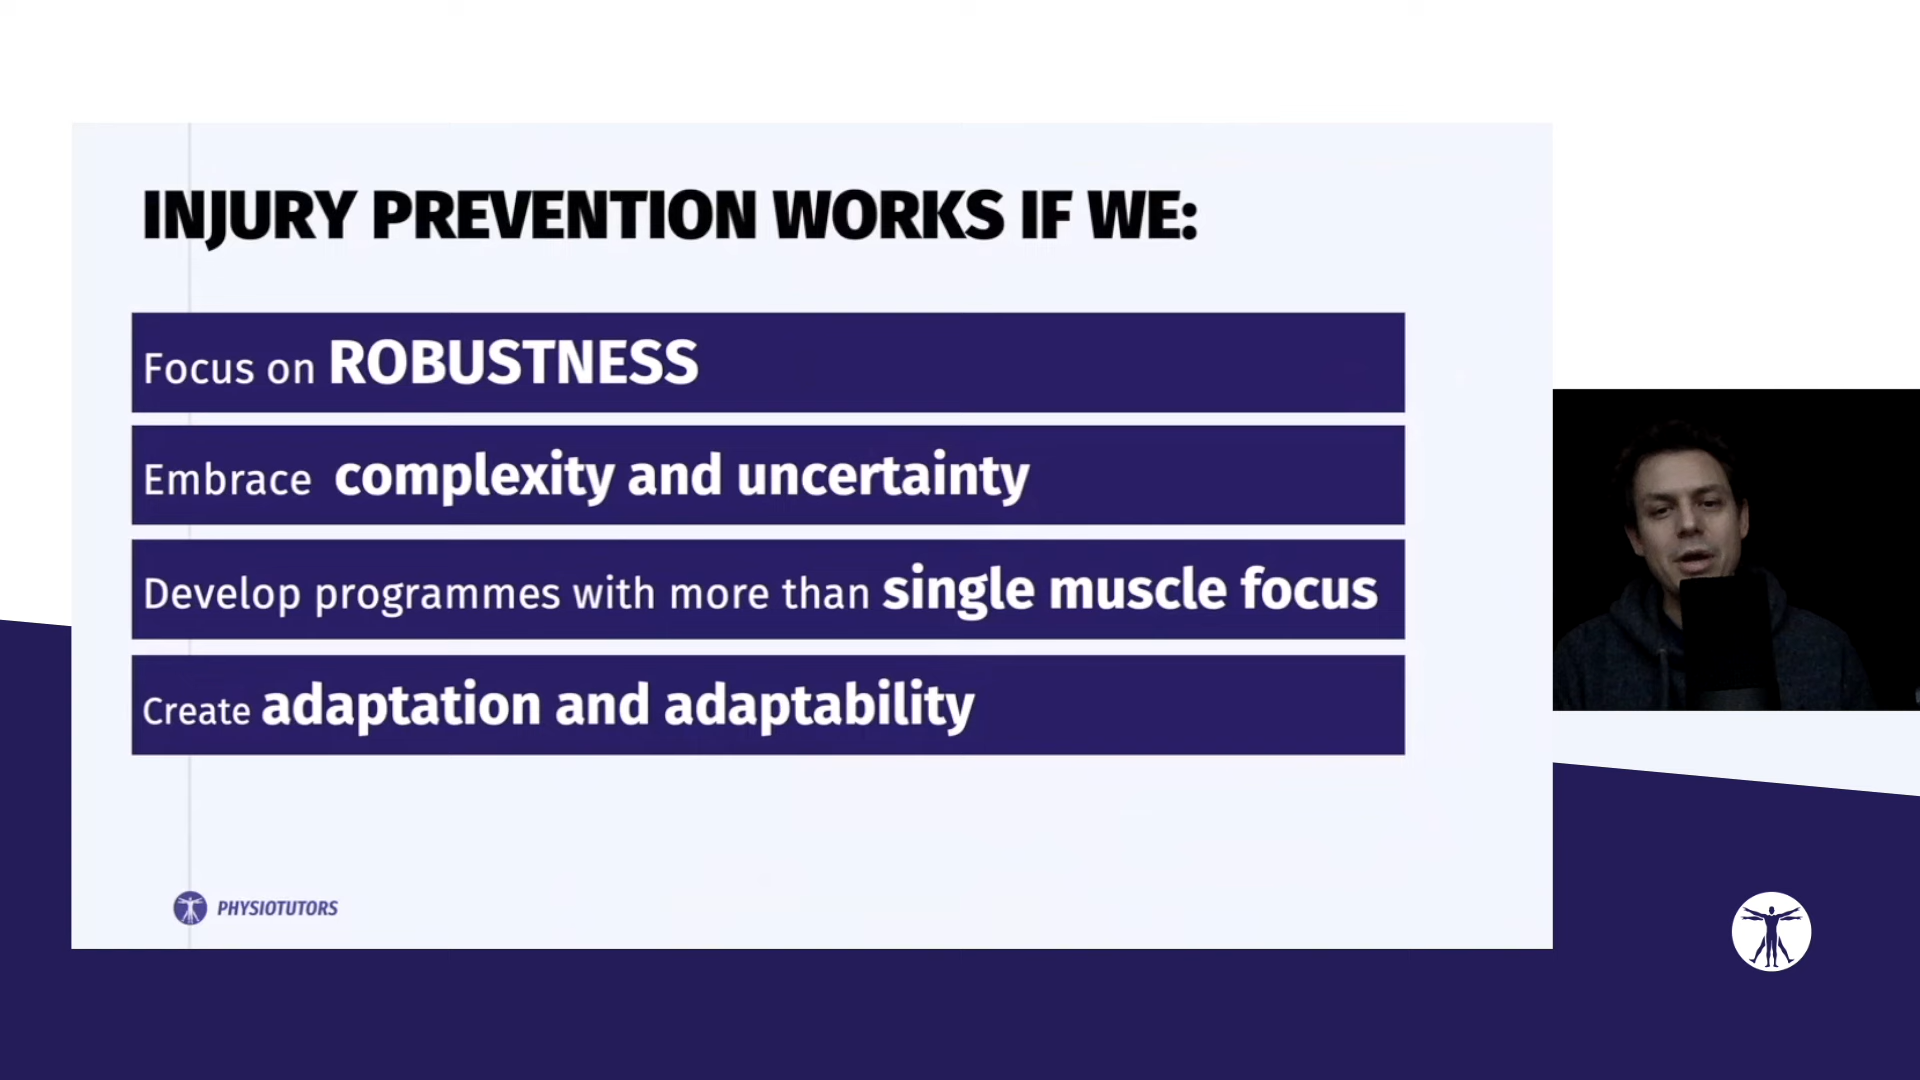 INJURY PREVENTION WORKS IF WE:
Focus on ROBUSTNESS
Embrace complexity and uncertainty
Develop programmes with more than single muscle focus
Create adaptation and adaptability
PHYSIOTUTORS